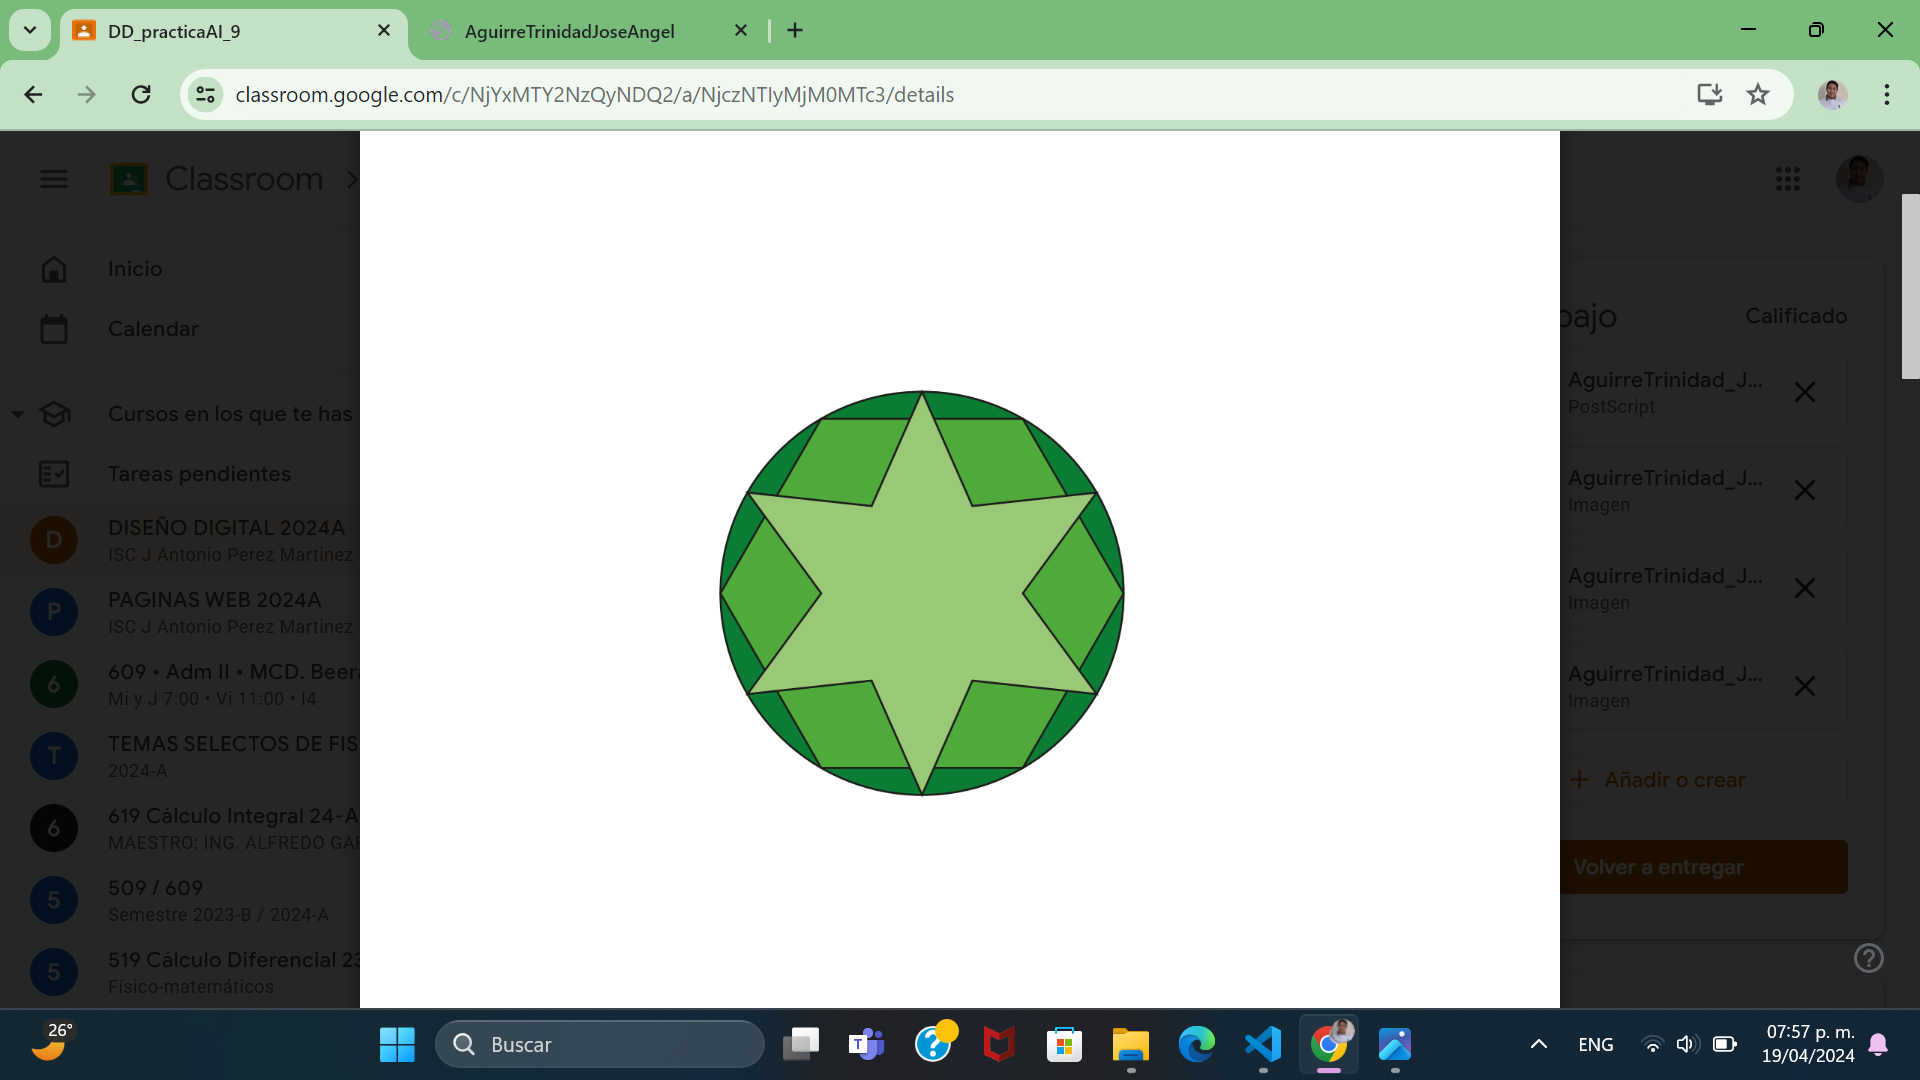 DD_practicaAI_9
AguirreTrinidadJoseAngel
classroom.google.com/c/NjYxMTY2NzQyNDQ2/a/NjczNTIyMjM0MTc3/details
Classroom
Inicio
Calendar
Cursos en los que te has
Tareas pendientes
D
DISEÑO DIGITAL 2024A
ISC J Antonio Perez Martinez
P
PAGINAS WEB 2024A
ISC J Antonio Perez Martinez
6
609 • Adm II • MCD. Beer
Mi y J 7:00 • Vi 11:00 • I4
T
TEMAS SELECTOS DE FIS
2024-A
6
619 Cálculo Integral 24-A
MAESTRO: ING. ALFREDO GAR
5
509 / 609
Semestre 2023-B / 2024-A
5
519 Cálculo Diferencial 23
Físico-matemáticos
bajo
Calificado
AguirreTrinidad_J...
PostScript
AguirreTrinidad_J...
Imagen
AguirreTrinidad_J...
Imagen
AguirreTrinidad_J...
Imagen
+ Añadir o crear
Volver a entregar
26°
Buscar
ENG
07:57 p. m.
19/04/2024